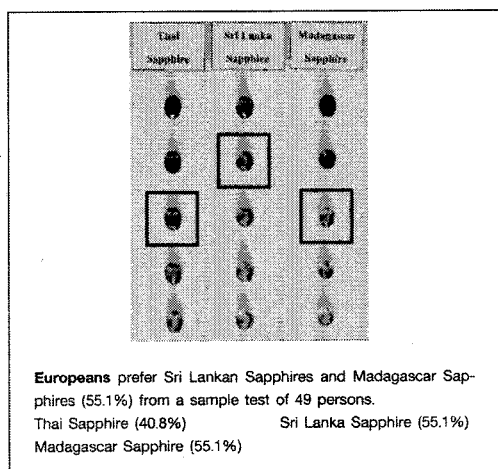 Thai Sri Lanka Madagascar
Sapphire Sapphire Sapphire
Europeans prefer Sri Lankan Sapphires and Madagascar Sap-
phires (55.1%) from a sample test of 49 persons.
Thai Sapphire (40.8%) Sri Lanka Sapphire (55.1%)
Madagascar Sapphire (55.1%)